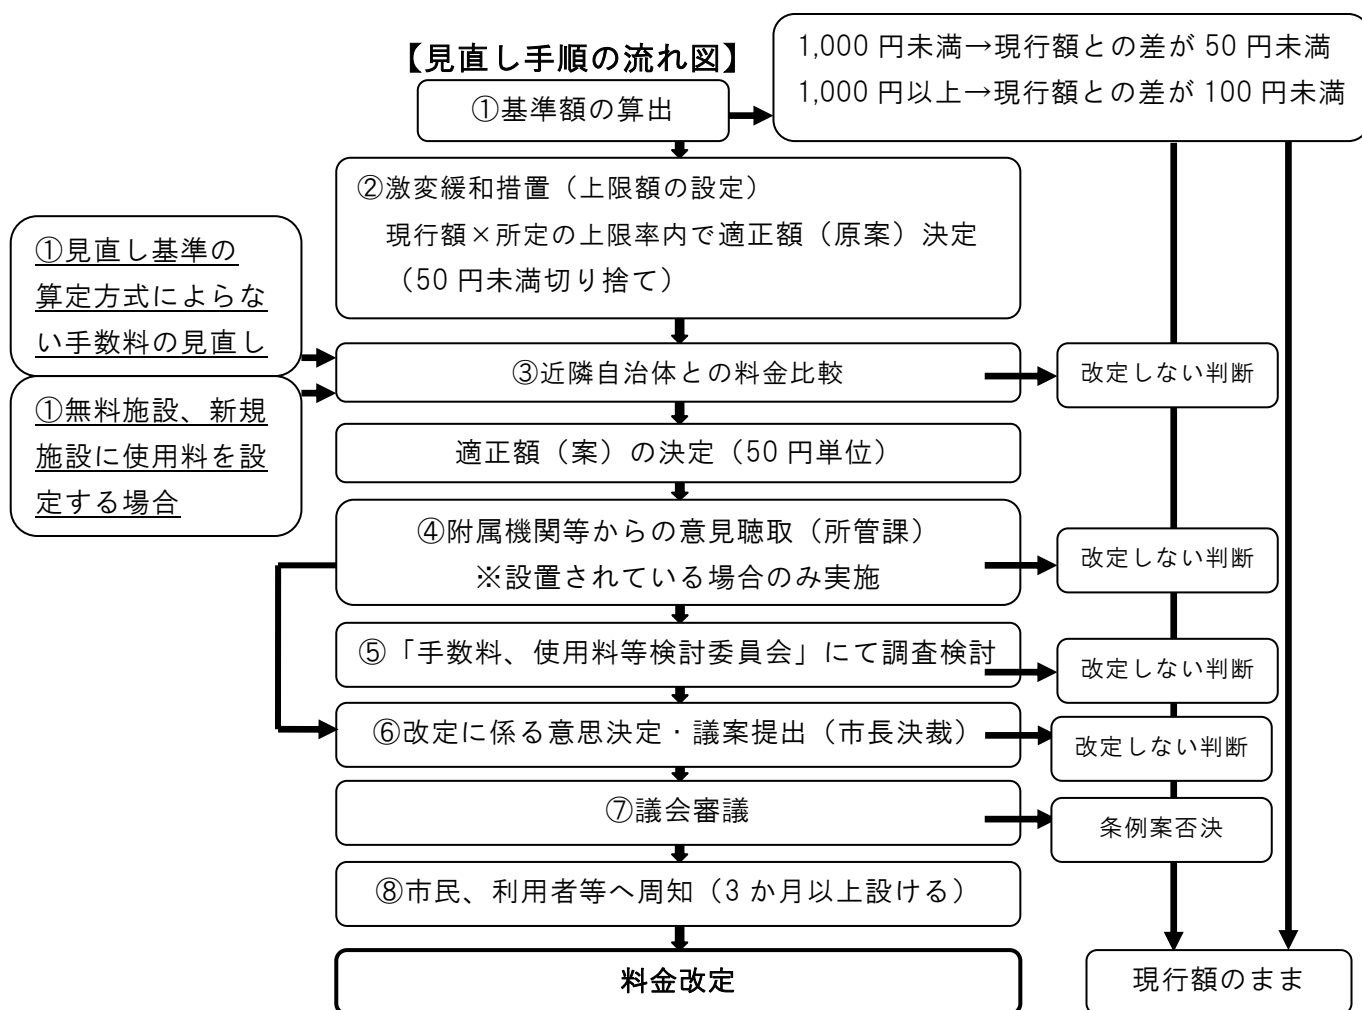 【見直し手順の流れ図】
1,000 円未満→現行額との差が 50 円未満
1,000 円以上→現行額との差が 100 円未満
①基準額の算出
②激変緩和措置（上限額の設定）
現行額×所定の上限率内で適正額（原案）決定
（50 円未満切り捨て）
①見直し基準の
算定方式によらな
い手数料の見直し
①無料施設、新規
施設に使用料を設
定する場合
③近隣自治体との料金比較
改定しない判断
適正額（案）の決定（50 円単位）
④附属機関等からの意見聴取（所管課）
※設置されている場合のみ実施
改定しない判断
⑤「手数料、使用料等検討委員会」にて調査検討
改定しない判断
⑥改定に係る意思決定・議案提出（市長決裁）
改定しない判断
⑦議会審議
条例案否決
⑧市民、利用者等へ周知（3 か月以上設ける）
料金改定
現行額のまま